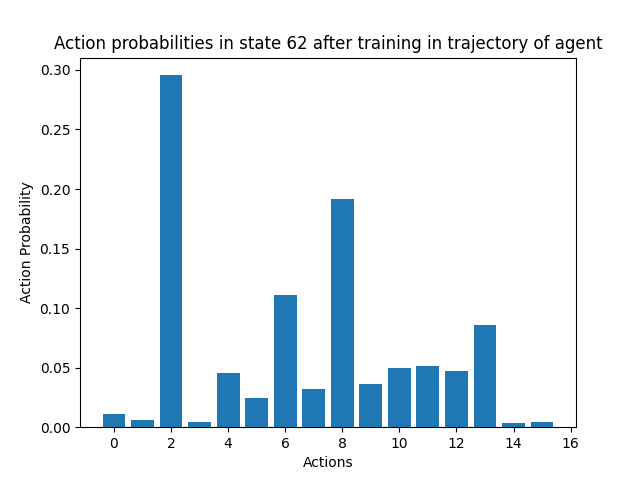 Action probabilities in state 62 after training in trajectory of agent
0.30
0.25
0.20
0.15
0.10
0.05
0.00
Action Probability
0 2 4 6 8 10 12 14 16
Actions